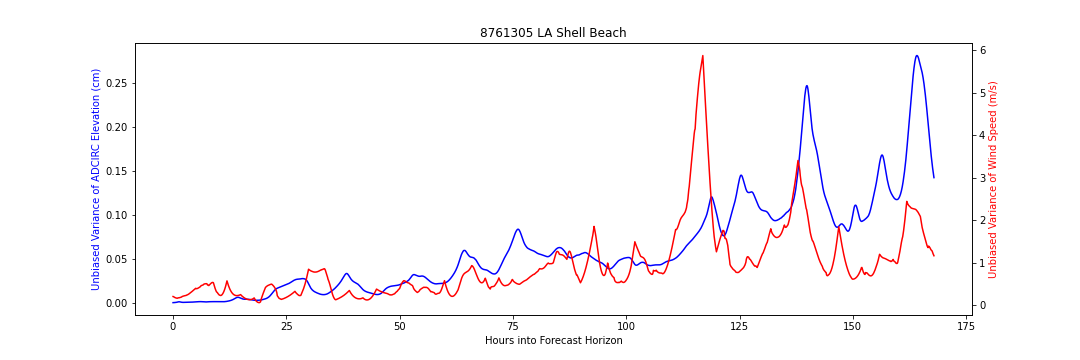 8761305 LA Shell Beach
Unbiased Variance of ADCIRC Elevation (cm)
0.25
0.20
0.15
0.10
0.05
0.00
6
5
4
3
2
1
0
Unbiased Variance of Wind Speed (m/s)
0 25 50 75 100 125 150 175
Hours into Forecast Horizon